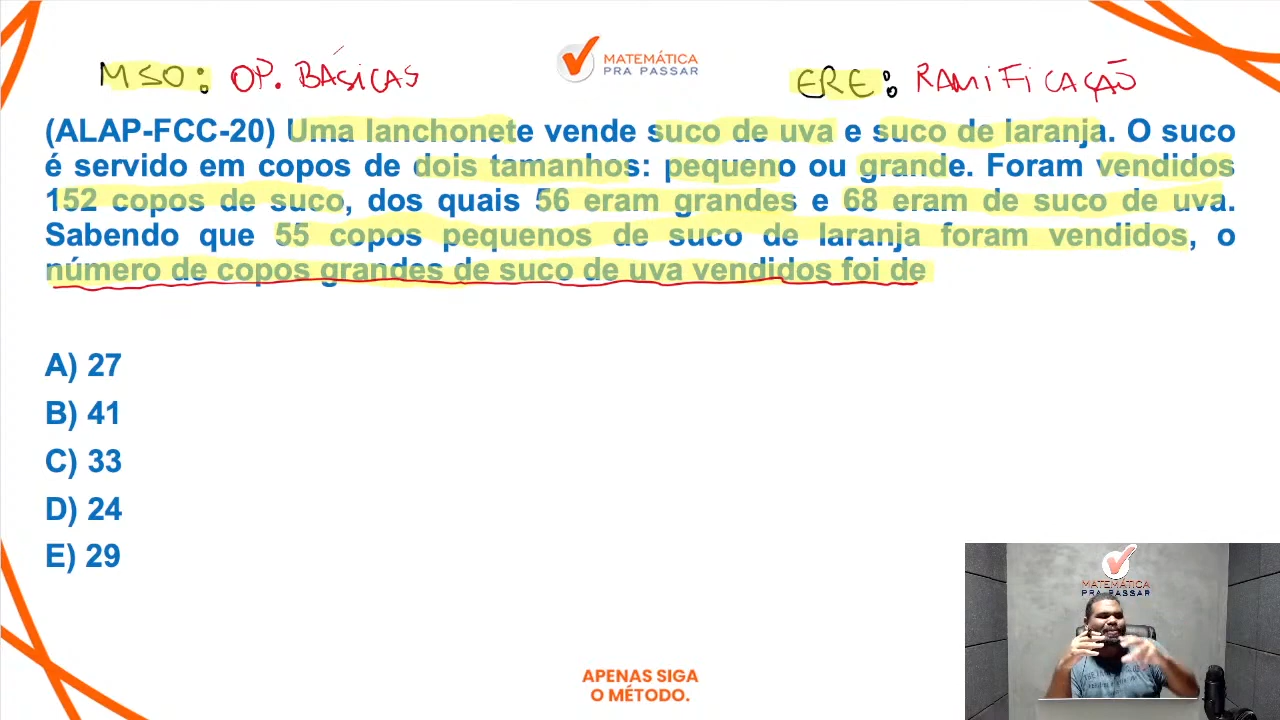 MSO: OP. BÁSICAS
MATEMÁTICA
PRA PASSAR
ERE: RAMIFICAÇÃO
(ALAP-FCC-20) Uma lanchonete vende suco de uva e suco de laranja. O suco
é servido em copos de dois tamanhos: pequeno ou grande. Foram vendidos
152 copos de suco, dos quais 56 eram grandes e 68 eram de suco de uva.
Sabendo que 55 copos pequenos de suco de laranja foram vendidos, o
número de copos grandes de suco de uva vendidos foi de
A) 27
B) 41
C) 33
D) 24
E) 29
MATEMÁTICA
PRA PASSAR
APENAS SIGA
O MÉTODO.